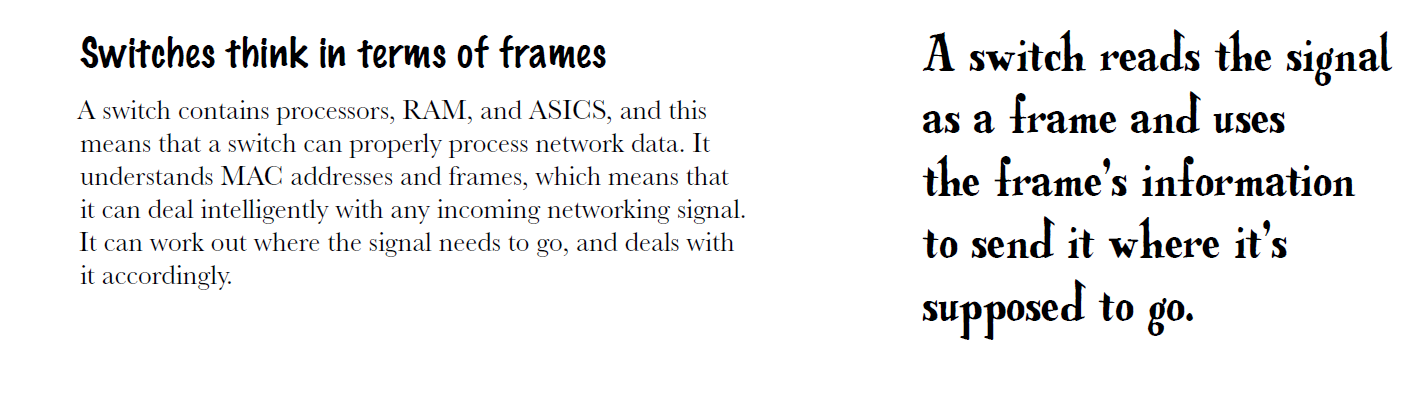 Switches think in terms of frames
A switch contains processors, RAM, and ASICS, and this
means that a switch can properly process network data. It
understands MAC addresses and frames, which means that
it can deal intelligently with any incoming networking signal.
It can work out where the signal needs to go, and deals with
it accordingly.
A switch reads the signal
as a frame and uses
the frame's information
to send it where it's
supposed to go.